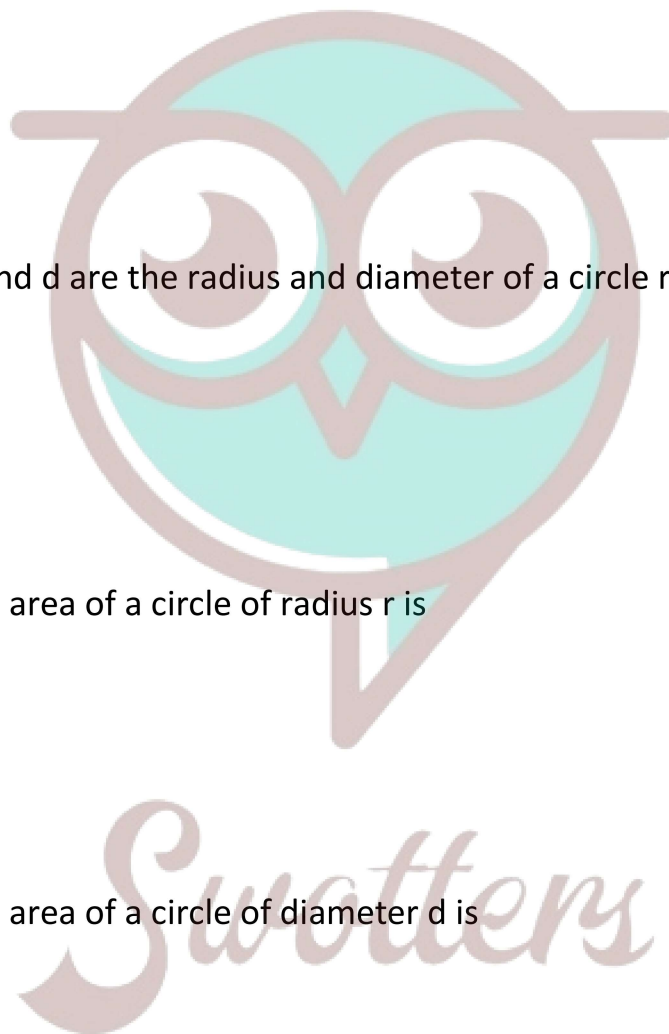 nd d are the radius and diameter of a circle r
area of a circle of radius r is
area of a circle of diameter d is
Swotters